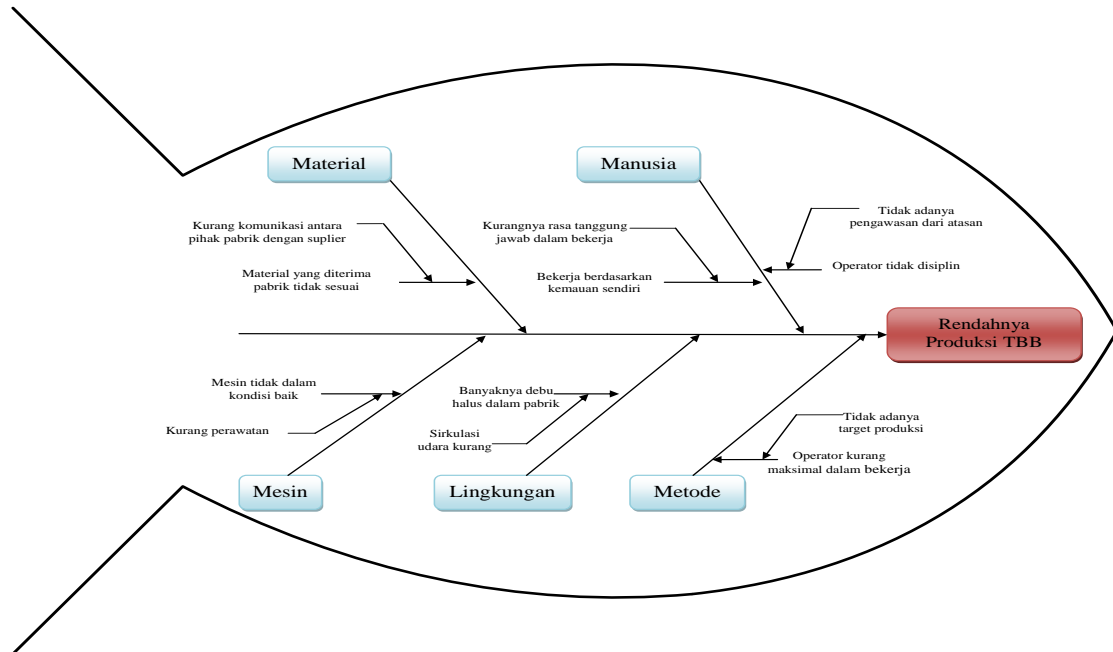 Material
Manusia
Kurang komunikasi antara
pihak pabrik dengan suplier
Material yang diterima
pabrik tidak sesuai
Kurangnya rasa tanggung
jawab dalam bekerja
Bekerja berdasarkan
kemauan sendiri
Tidak adanya
pengawasan dari atasan
Operator tidak disiplin
Rendahnya
Produksi TBB
Mesin tidak dalam
kondisi baik
Kurang perawatan
Banyaknya debu
halus dalam pabrik
Sirkulasi
udara kurang
Tidak adanya
target produksi
Operator kurang
maksimal dalam bekerja
Mesin
Lingkungan
Metode